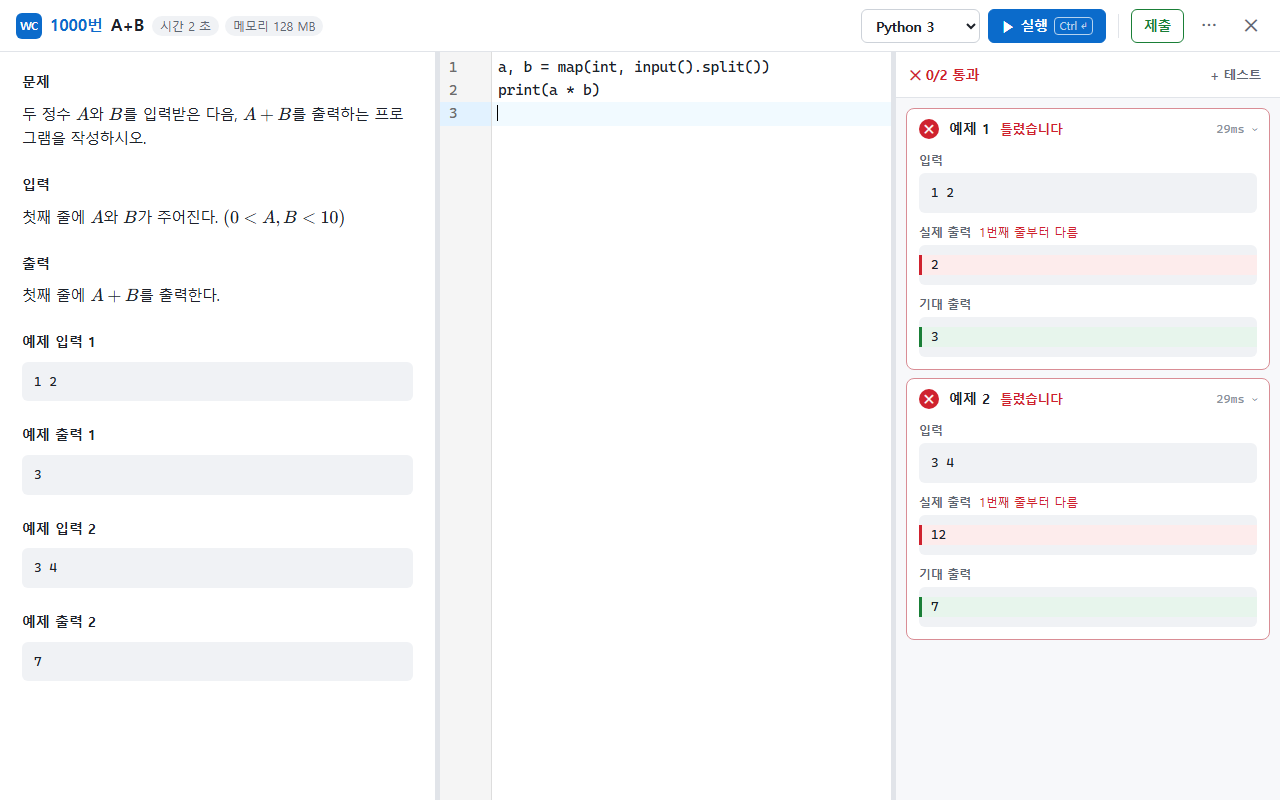 WC 1000번 A+B 시간 2 초 메모리 128 MB Python 3 실행 Ctrl ⏎ 제출 ···
문제
두 정수 A와 B를 입력받은 다음, A + B를 출력하는 프로
그램을 작성하시오.
입력
첫째 줄에 A와 B가 주어진다. (0 < A, B < 10)
출력
첫째 줄에 A + B를 출력한다.
예제 입력 1
1 2
예제 출력 1
3
예제 입력 2
3 4
예제 출력 2
7
1 a, b = map(int, input().split())
2 print(a * b)
3
0/2 통과 + 테스트
예제 1 틀렸습니다 29ms
입력
1 2
실제 출력 1번째 줄부터 다름
2
기대 출력
3
예제 2 틀렸습니다 29ms
입력
3 4
실제 출력 1번째 줄부터 다름
12
기대 출력
7